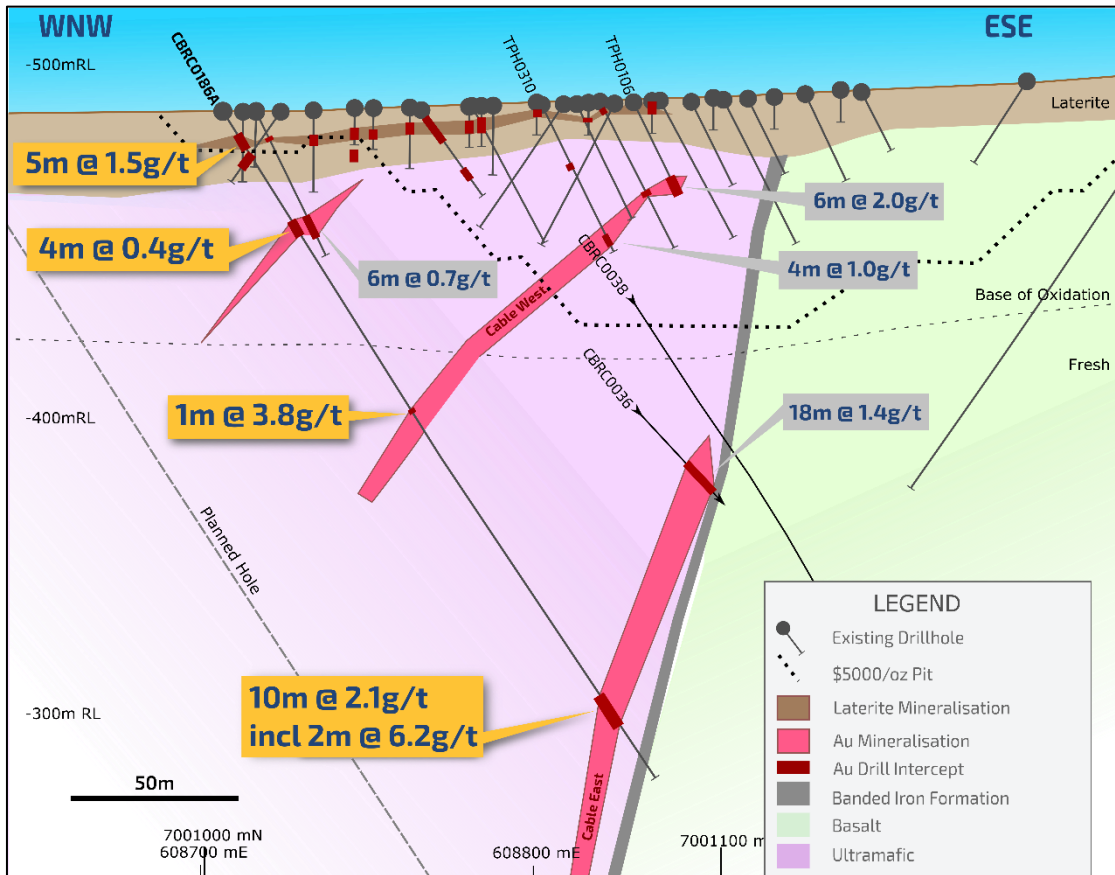 WNW
ESE
-500mRL
CBRC0186A
TPH0310
TPH0106
Laterite
5m @ 1.5g/t
4m @ 0.4g/t
6m @ 0.7g/t
6m @ 2.0g/t
4m @ 1.0g/t
CBRC0038
Cable West
Base of Oxidation
Fresh
CBRC0036
-400mRL
1m @ 3.8g/t
18m @ 1.4g/t
Planned Hole
10m @ 2.1g/t
incl 2m @ 6.2g/t
-300m RL
Cable East
50m
7001000 mN
608700 mE
608800 mE
7001100 m
LEGEND
Existing Drillhole
$5000/oz Pit
Laterite Mineralisation
Au Mineralisation
Au Drill Intercept
Banded Iron Formation
Basalt
Ultramafic